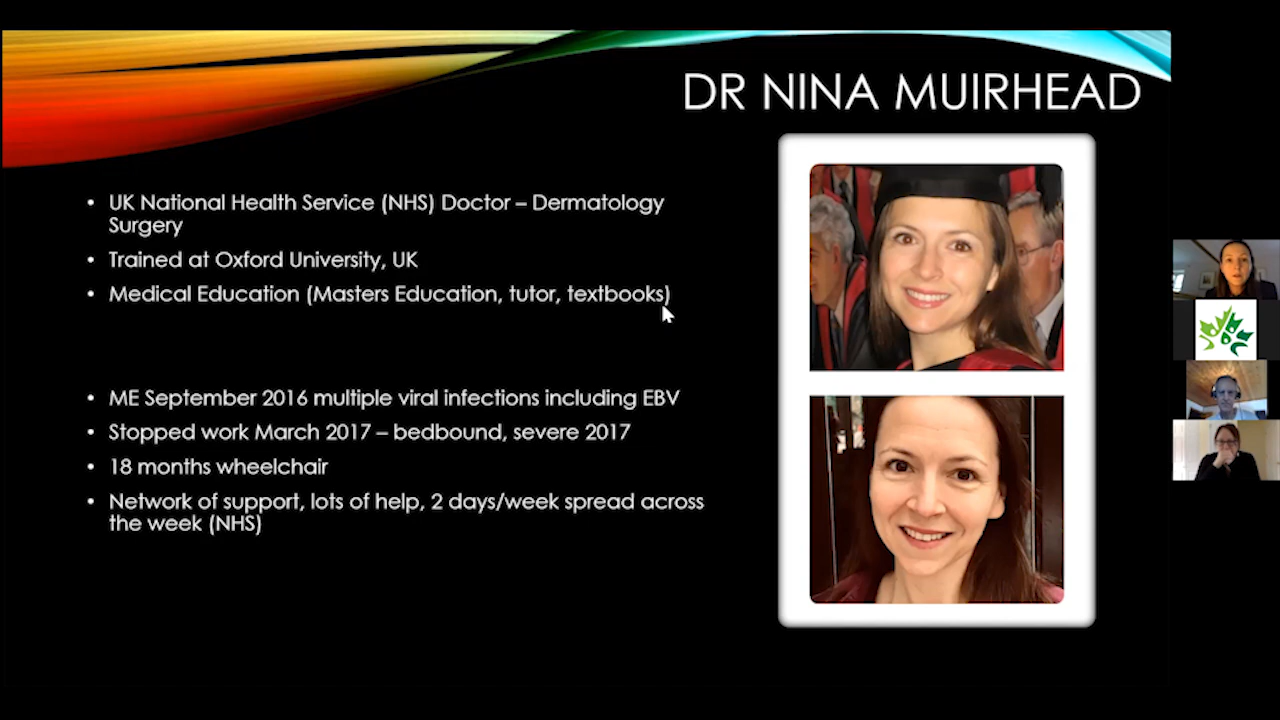 DR NINA MUIRHEAD
• UK National Health Service (NHS) Doctor – Dermatology
Surgery
• Trained at Oxford University, UK
• Medical Education (Masters Education, tutor, textbooks)
• ME September 2016 multiple viral infections including EBV
• Stopped work March 2017 – bedbound, severe 2017
• 18 months wheelchair
• Network of support, lots of help, 2 days/week spread across
the week (NHS)